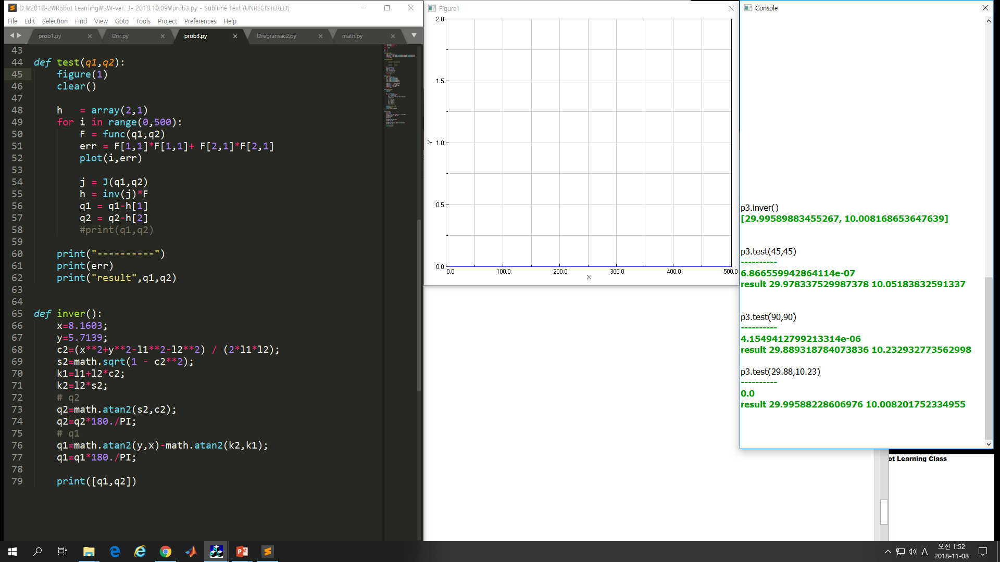 D:₩2018-2₩Robot Learning₩SW-ver. 3- 2018.10.09₩prob3.py - Sublime Text (UNREGISTERED)
File Edit Selection Find View Goto Tools Project Preferences Help
prob1.py
l2nr.py
prob3.py
l2regransac2.py
math.py
43
44 def test(q1,q2):
45 figure(1)
46 clear()
47
48 h = array(2,1)
49 for i in range(0,500):
50 F = func(q1,q2)
51 err = F[1,1]*F[1,1]+ F[2,1]*F[2,1]
52 plot(i,err)
53
54 j = J(q1,q2)
55 h = inv(j)*F
56 q1 = q1-h[1]
57 q2 = q2-h[2]
58 #print(q1,q2)
59
60 print("----------")
61 print(err)
62 print("result",q1,q2)
63
64
65 def inver():
66 x=8.1603;
67 y=5.7139;
68 c2=(x**2+y**2-l1**2-l2**2) / (2*l1*l2);
69 s2=math.sqrt(1 - c2**2);
70 k1=l1+l2*c2;
71 k2=l2*s2;
72 # q2
73 q2=math.atan2(s2,c2);
74 q2=q2*180./PI;
75 # q1
76 q1=math.atan2(y,x)-math.atan2(k2,k1);
77 q1=q1*180./PI;
78
79 print([q1,q2])
Figure1
2.0
1.5
Y 1.0
0.5
0.0
0.0 100.0 200.0 300.0 400.0 500.0
X
Console
p3.inver()
[29.99589883455267, 10.008168653647639]
p3.test(45,45)
----------
6.866559942864114e-07
result 29.978337529987378 10.05183832591337
p3.test(90,90)
----------
4.1549412799213314e-06
result 29.889318784073836 10.232932773562998
p3.test(29.88,10.23)
----------
0.0
result 29.99588228606976 10.008201752334955
ot Learning Class
A
오전 1:52
2018-11-08